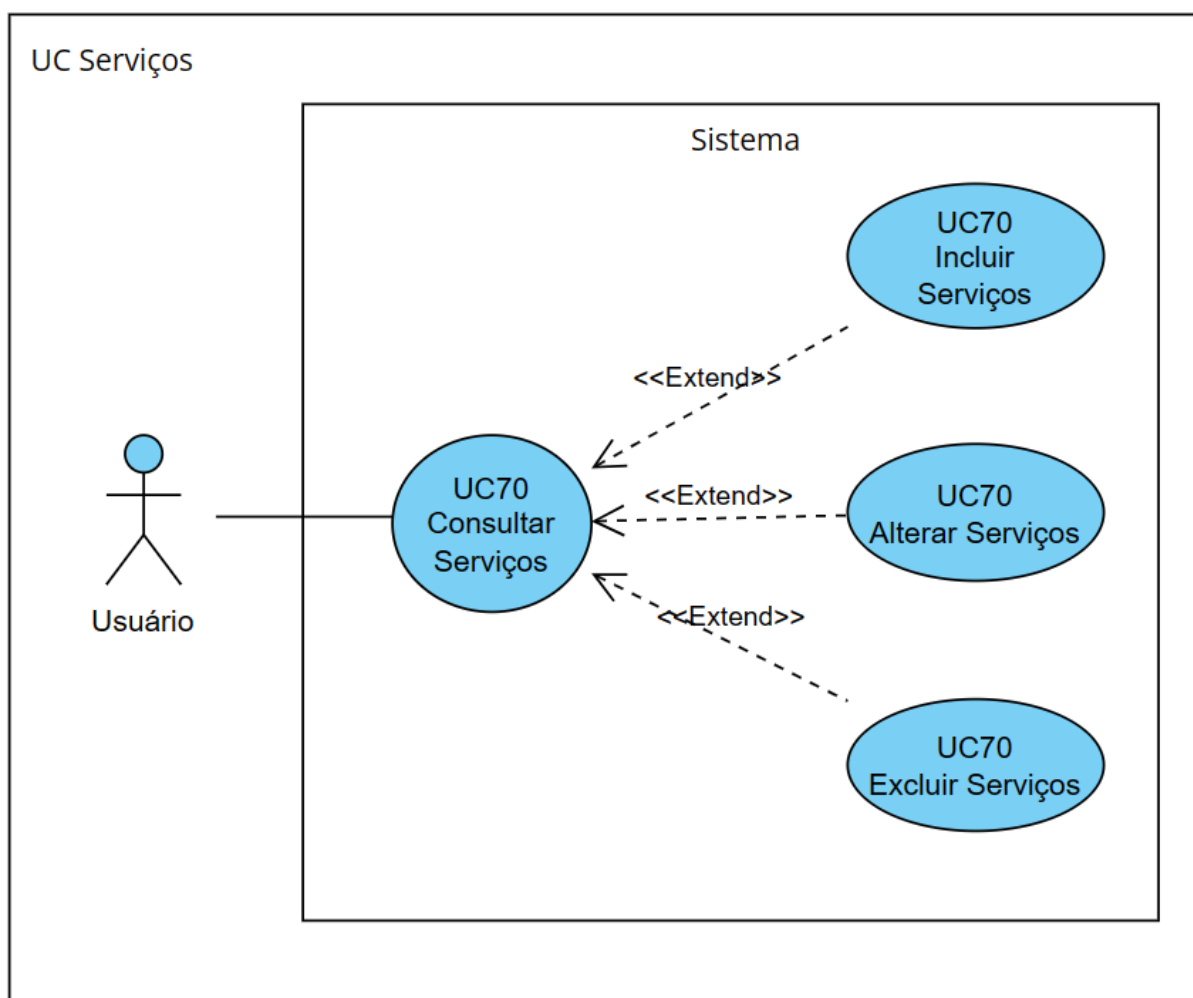 UC Serviços
Sistema
UC70
Incluir
Serviços
<<Extend>>
UC70
Consultar
Serviços
<<Extend>>
UC70
Alterar Serviços
<<Extend>>
Usuário
UC70
Excluir Serviços